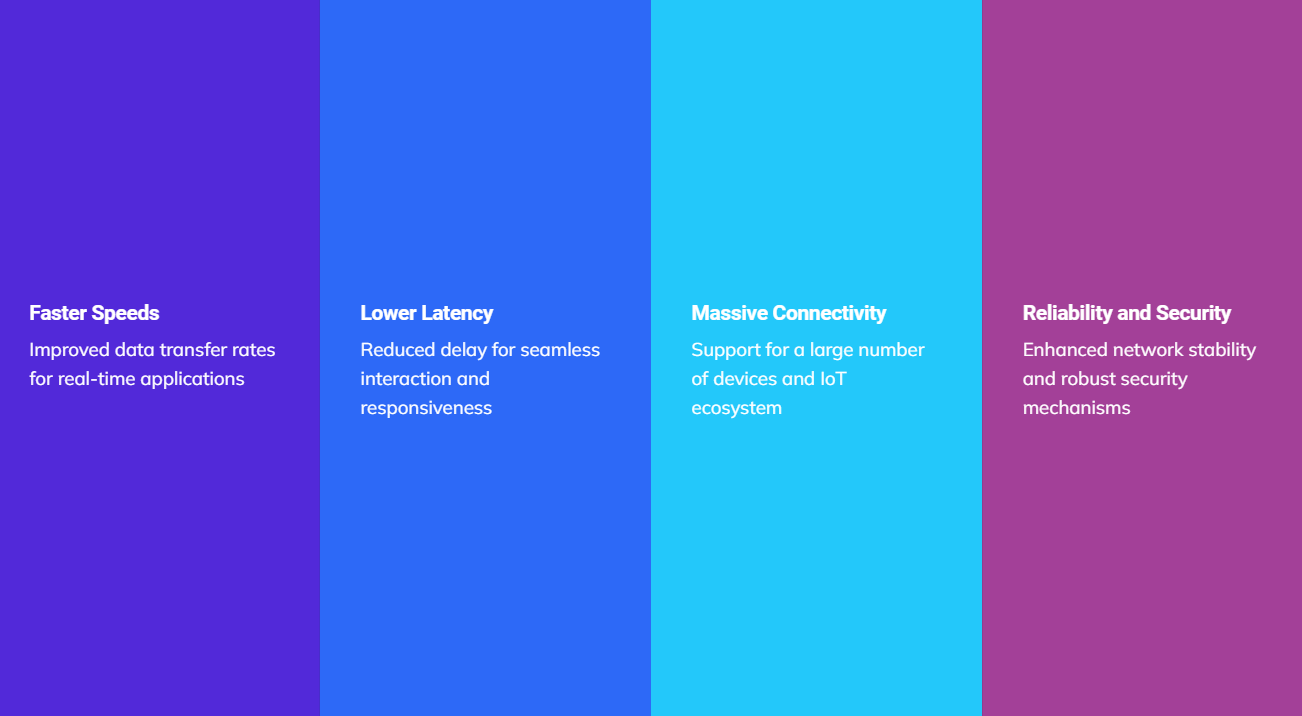 Faster Speeds
Improved data transfer rates
for real-time applications
Lower Latency
Reduced delay for seamless
interaction and
responsiveness
Massive Connectivity
Support for a large number
of devices and IoT
ecosystem
Reliability and Security
Enhanced network stability
and robust security
mechanisms